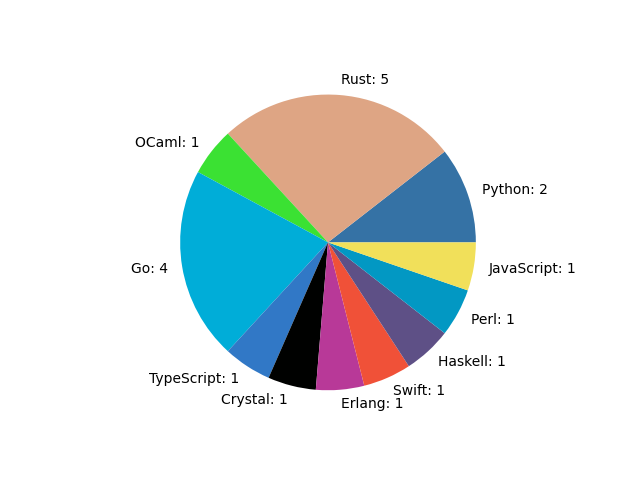 Rust: 5
OCaml: 1
Python: 2
Go: 4
JavaScript: 1
Perl: 1
Haskell: 1
TypeScript: 1
Swift: 1
Crystal: 1
Erlang: 1